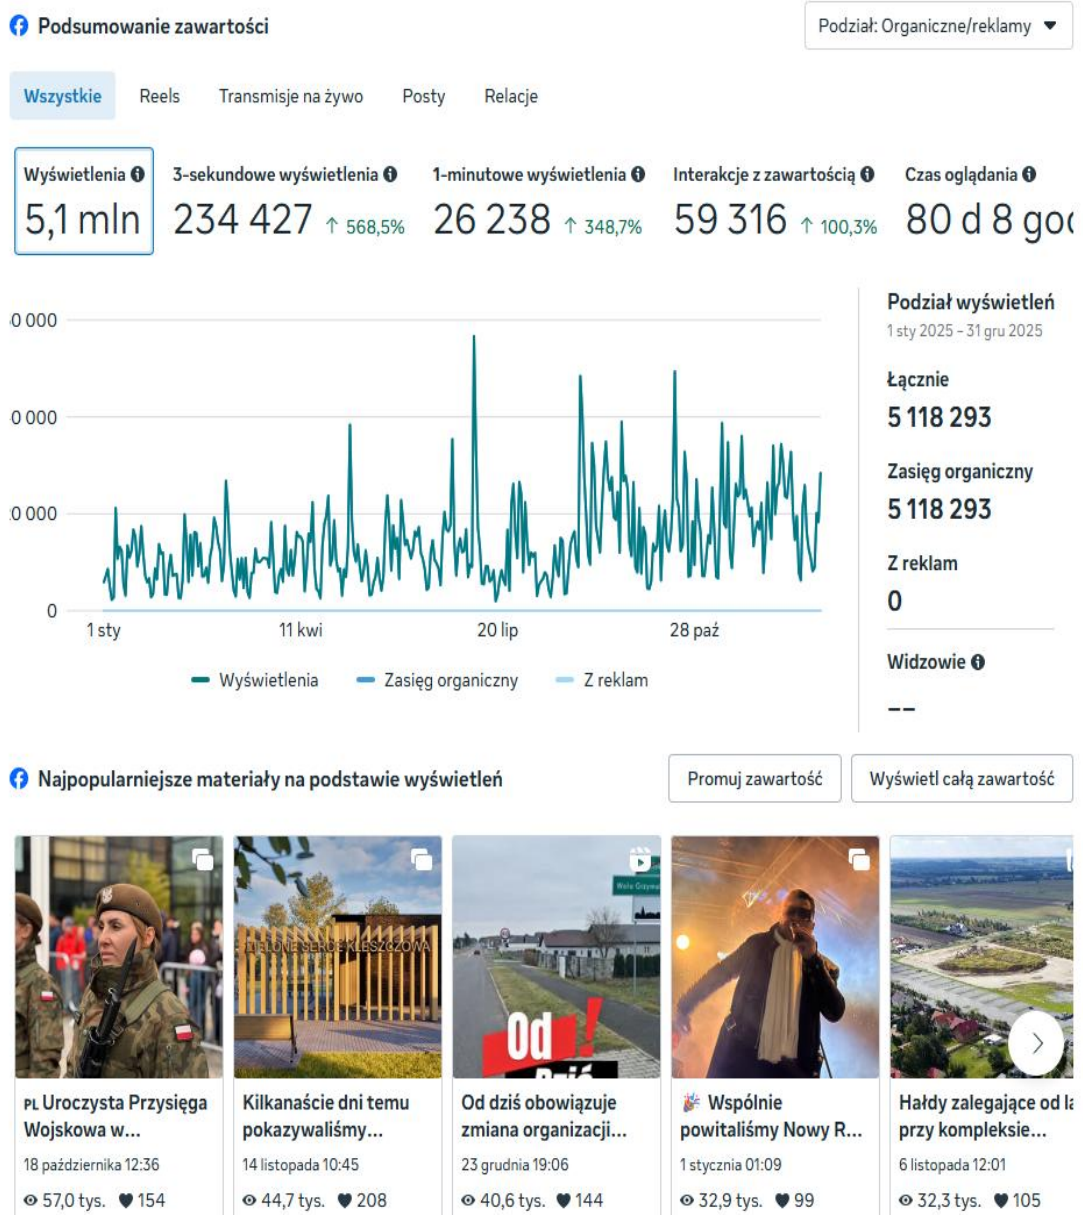 Podsumowanie zawartości
Podział: Organiczne/reklamy
Wszystkie Reels Transmisje na żywo Posty Relacje
Wyświetlenia 3-sekundowe wyświetlenia 1-minutowe wyświetlenia Interakcje z zawartością Czas oglądania
5,1 mln 234 427 ↑ 568,5% 26 238 ↑ 348,7% 59 316 ↑ 100,3% 80 d 8 goc
0 000
0 000
0 000
0
1 sty 11 kwi 20 lip 28 paź
Wyświetlenia Zasięg organiczny Z reklam
Podział wyświetleń
1 sty 2025 – 31 gru 2025
Łącznie
5 118 293
Zasięg organiczny
5 118 293
Z reklam
0
Widzowie
--
Najpopularniejsze materiały na podstawie wyświetleń
Promuj zawartość
Wyświetl całą zawartość
ZIELONE SERCE KLESZCZOWA
Od
Dziś
!
PL Uroczysta Przysięga
Wojskowa w...
18 października 12:36
57,0 tys. 154
Kilkanaście dni temu
pokazywaliśmy...
14 listopada 10:45
44,7 tys. 208
Od dziś obowiązuje
zmiana organizacji...
23 grudnia 19:06
40,6 tys. 144
Wspólnie
powitaliśmy Nowy R...
1 stycznia 01:09
32,9 tys. 99
Hałdy zalegające od la
przy kompleksie...
6 listopada 12:01
32,3 tys. 105